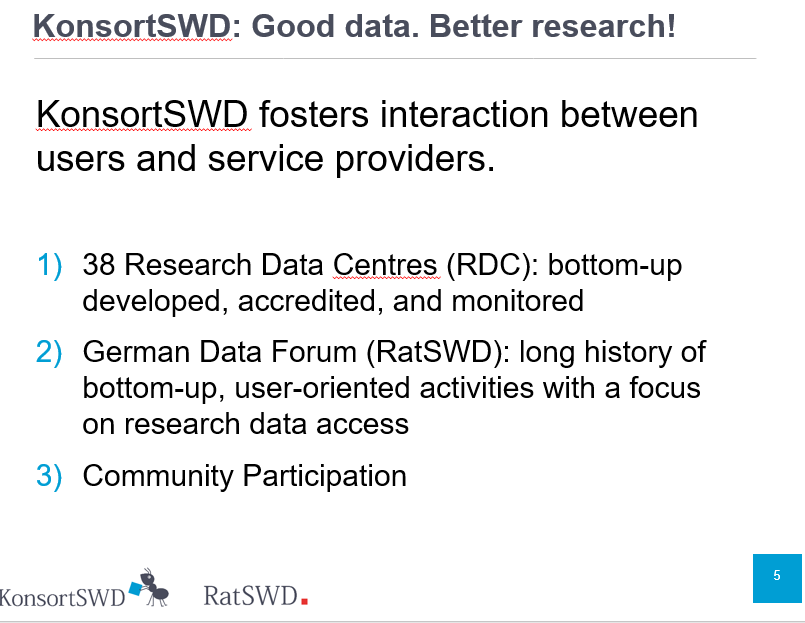 KonsortSWD: Good data. Better research!
KonsortSWD fosters interaction between
users and service providers.
1) 38 Research Data Centres (RDC): bottom-up
developed, accredited, and monitored
2) German Data Forum (RatSWD): long history of
bottom-up, user-oriented activities with a focus
on research data access
3) Community Participation
KonsortSWD
RatSWD.
5